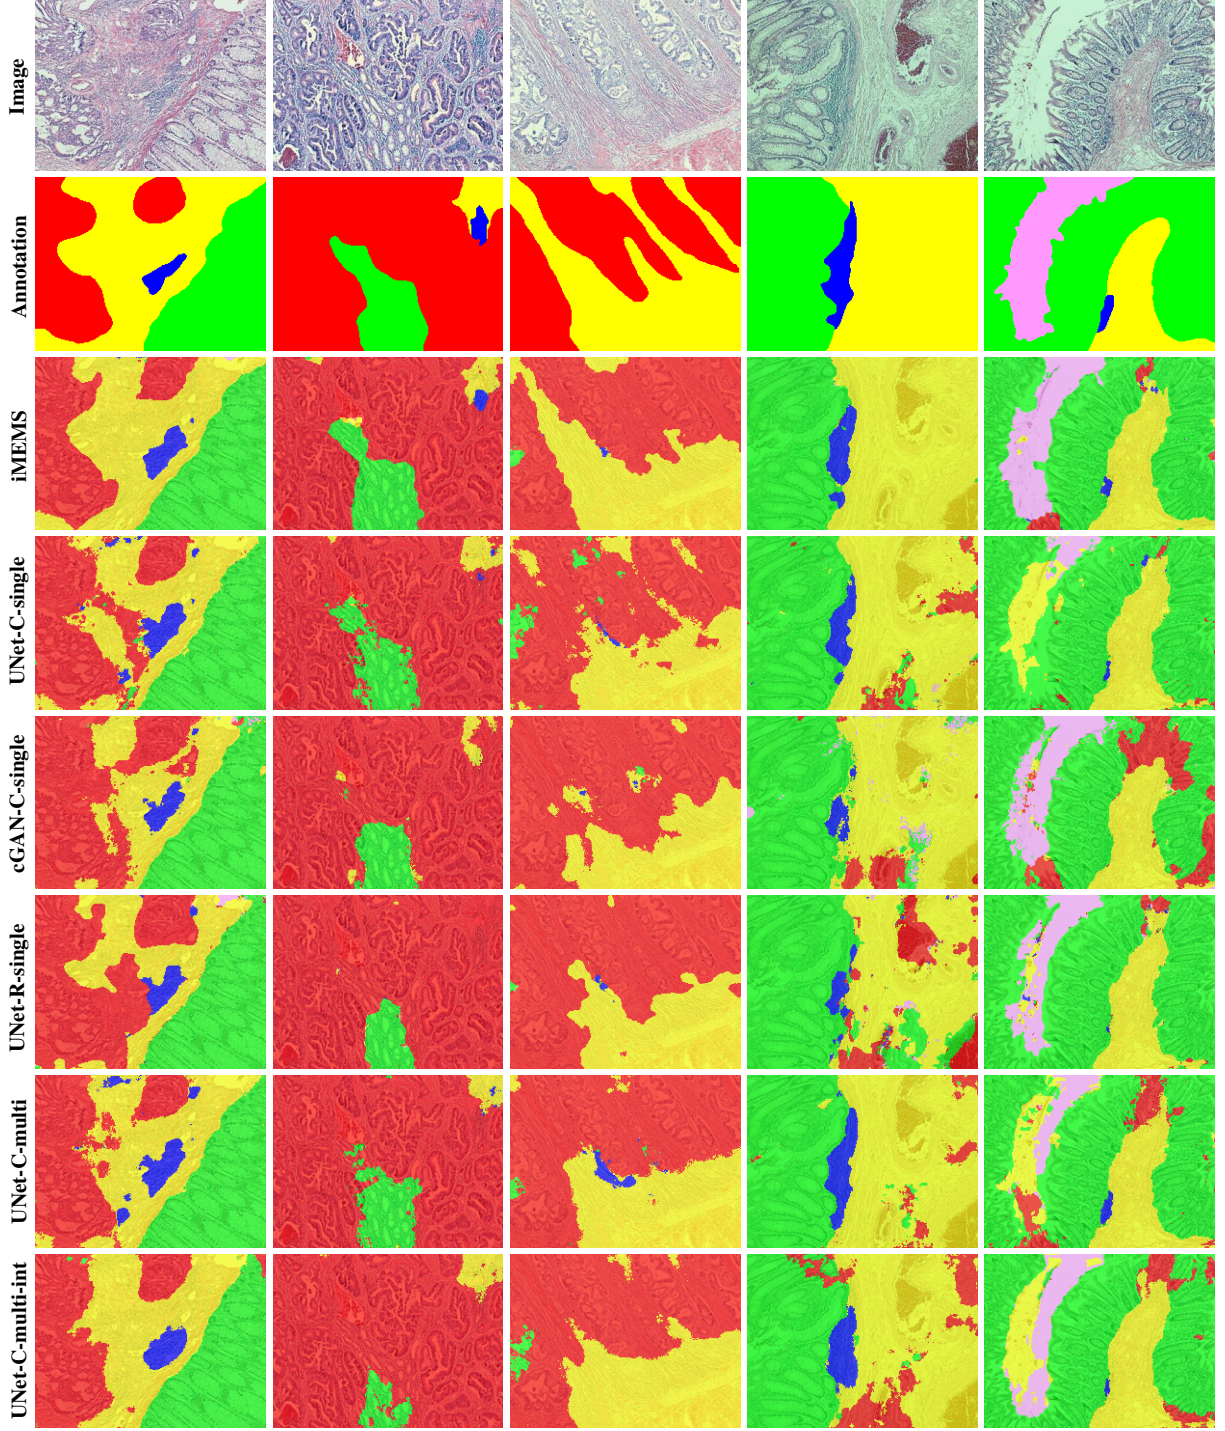 Image
Annotation
iMEMS
UNet-C-single
cGAN-C-single
UNet-R-single
UNet-C-multi
UNet-C-multi-int